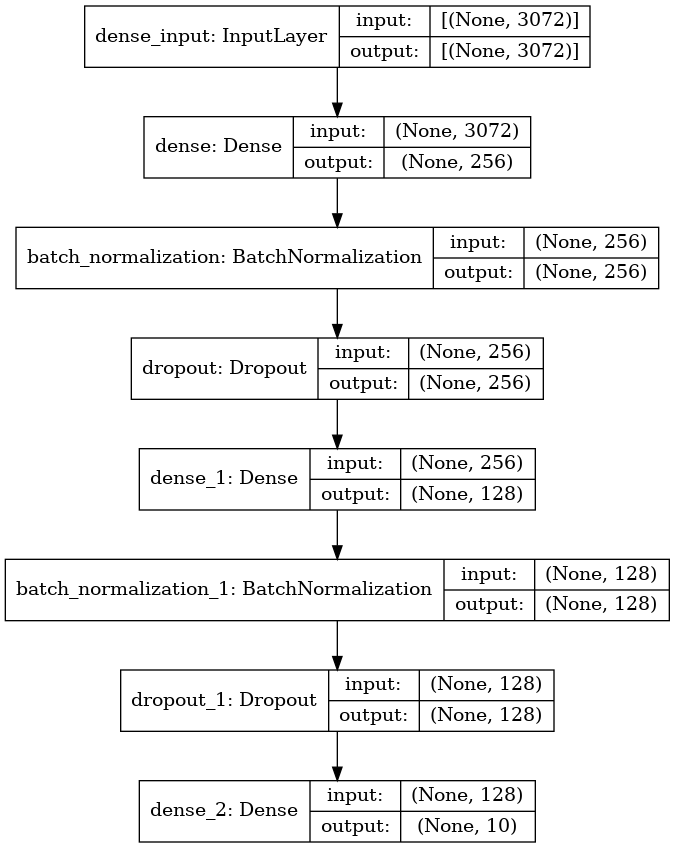 dense_input: InputLayer
input: [(None, 3072)]
output: [(None, 3072)]
dense: Dense
input: (None, 3072)
output: (None, 256)
batch_normalization: BatchNormalization
input: (None, 256)
output: (None, 256)
dropout: Dropout
input: (None, 256)
output: (None, 256)
dense_1: Dense
input: (None, 256)
output: (None, 128)
batch_normalization_1: BatchNormalization
input: (None, 128)
output: (None, 128)
dropout_1: Dropout
input: (None, 128)
output: (None, 128)
dense_2: Dense
input: (None, 128)
output: (None, 10)